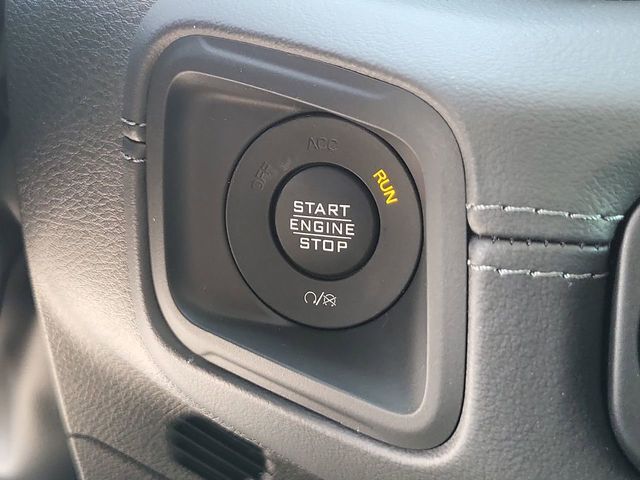 ACC
OFF
RUN
START
ENGINE
STOP